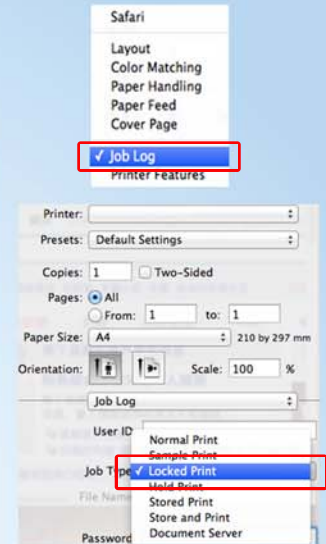 Safari
Layout
Color Matching
Paper Handling
Paper Feed
Cover Page
✓ Job Log
Printer Features
Printer:
Presets: Default Settings
Copies: 1 Two-Sided
Pages: All
From: 1 to: 1
Paper Size: A4 210 by 297 mm
Orientation: Scale: 100 %
Job Log
User ID
Normal Print
Sample Print
Job Type ✓ Locked Print
Hold Print
File Name
Stored Print
Store and Print
Password Document Server